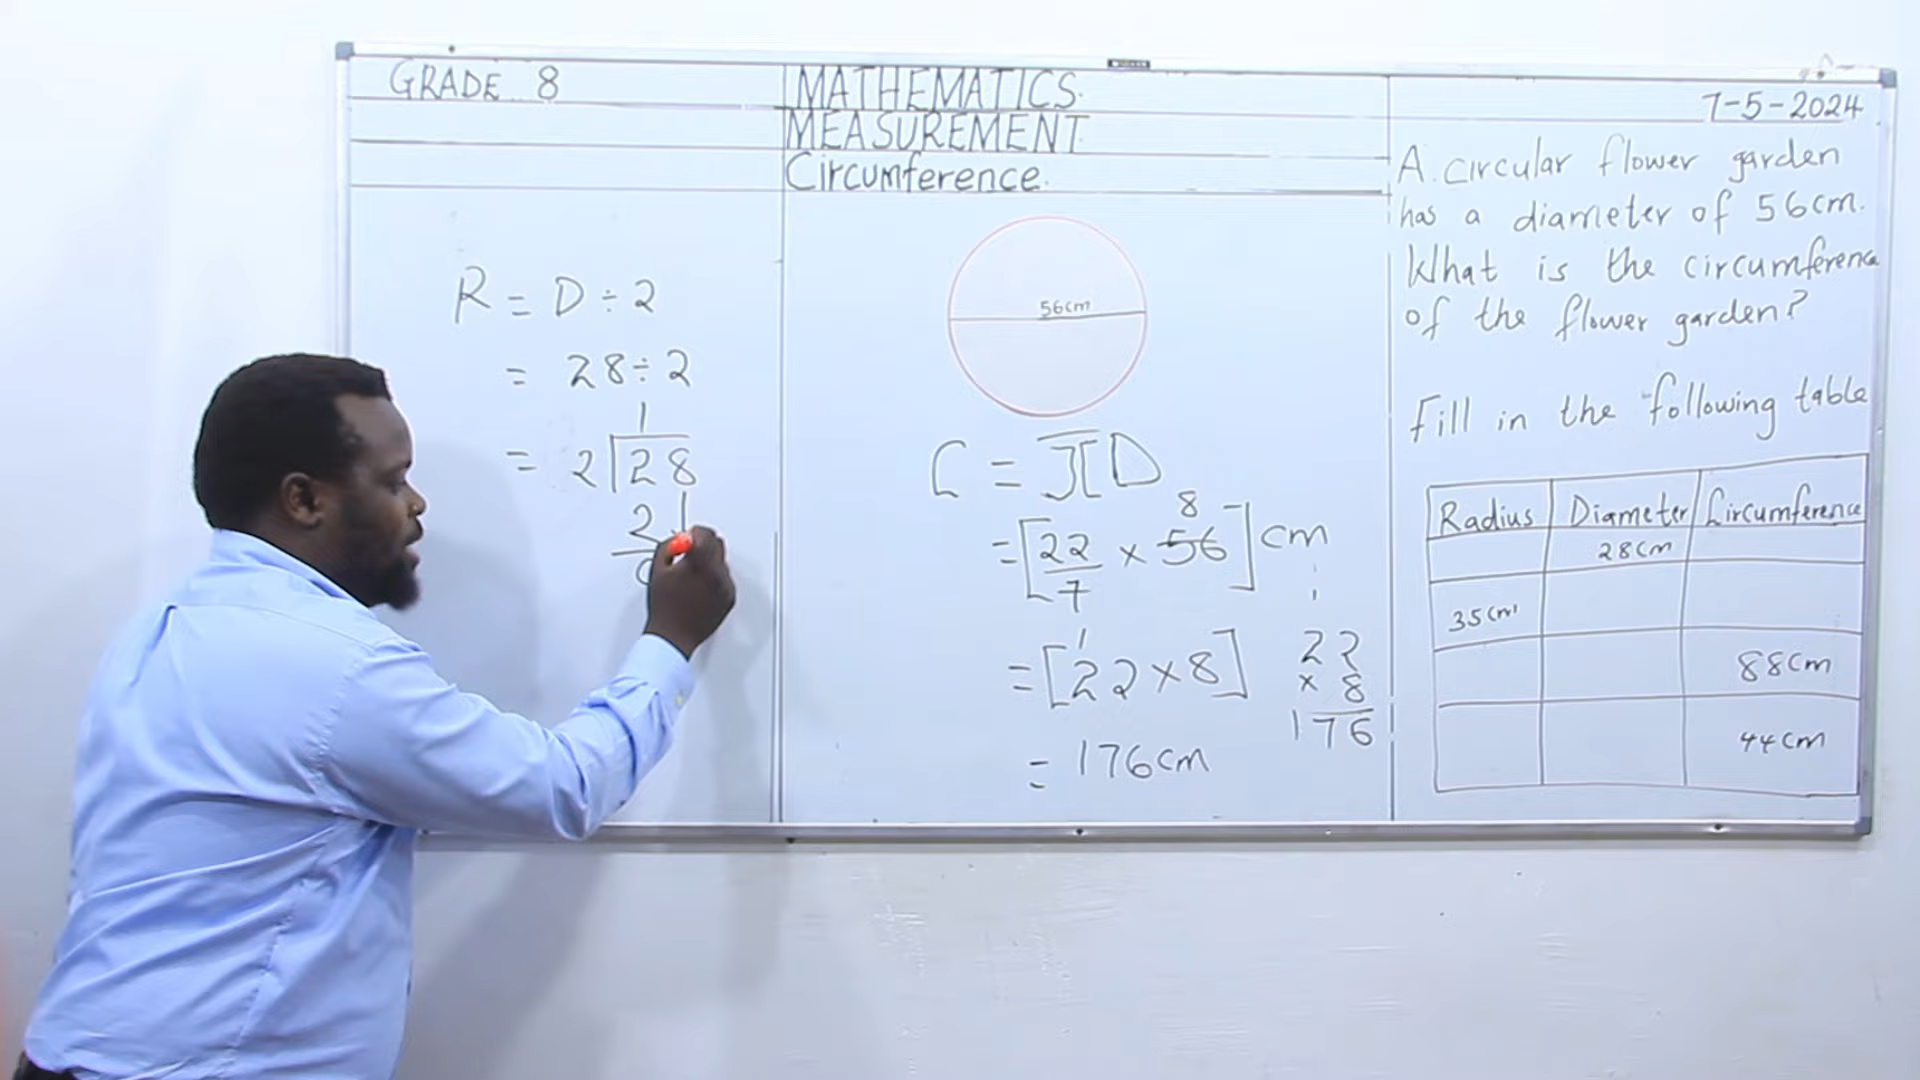 GRADE 8
MATHEMATICS.
7-5-2024
MEASUREMENT
Circumference.
R = D ÷ 2
= 28 ÷ 2
1
= 2 28
2
56cm
C = πD
8
= [22 × 56] cm
7
1
= [22 × 8]
= 176cm
22
× 8
176
A circular flower garden
has a diameter of 56cm.
What is the circumference
of the flower garden?
Fill in the following table
Radius Diameter Circumference
28cm
35cm
88cm
44cm